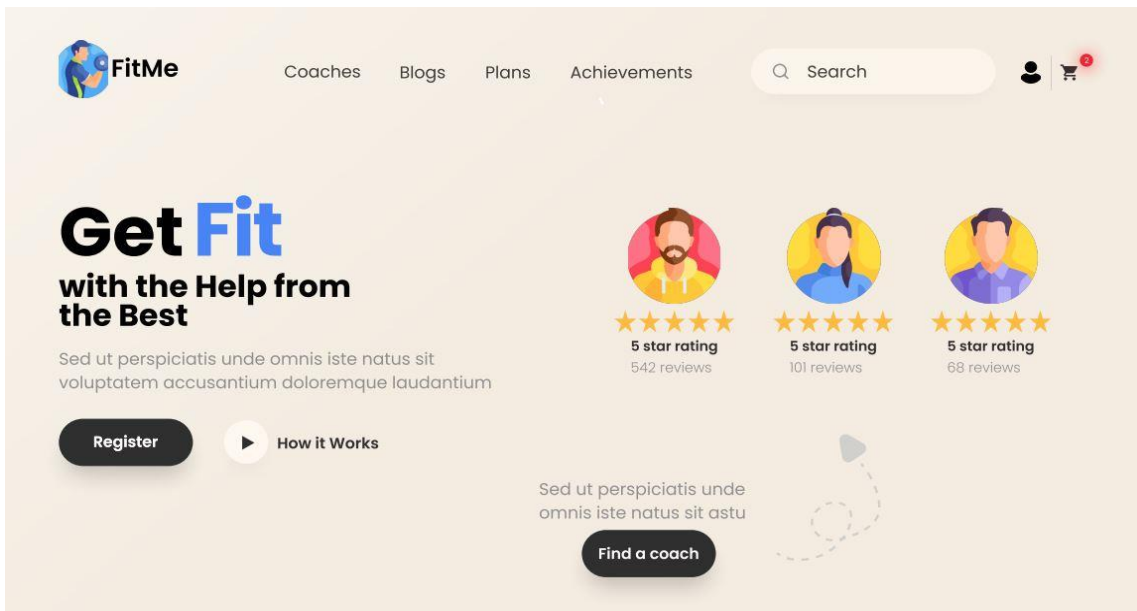 FitMe
Coaches Blogs Plans Achievements
Search
2
Get Fit
with the Help from
the Best
Sed ut perspiciatis unde omnis iste natus sit
voluptatem accusantium doloremque laudantium
Register
How it Works
5 star rating
542 reviews
5 star rating
101 reviews
5 star rating
68 reviews
Sed ut perspiciatis unde
omnis iste natus sit astu
Find a coach